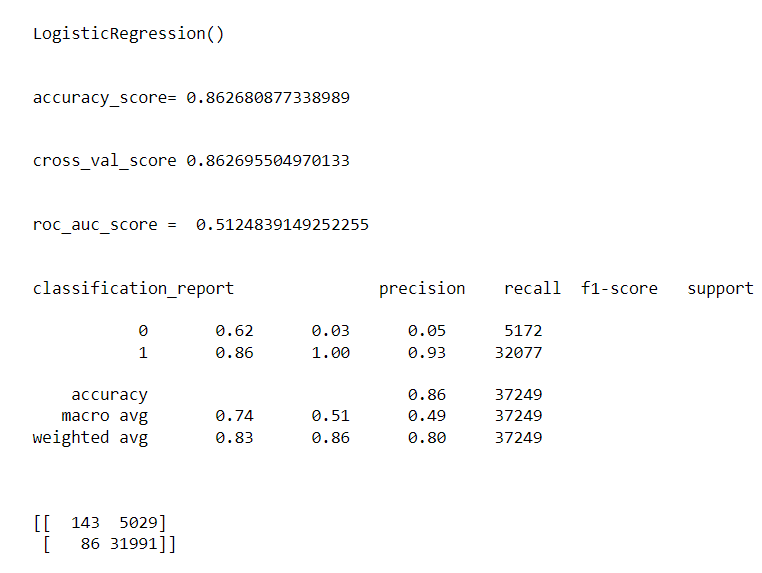 LogisticRegression()
accuracy_score= 0.862680877338989
cross_val_score 0.862695504970133
roc_auc_score =  0.5124839149252255
classification_report               precision    recall  f1-score   support
           0       0.62      0.03      0.05      5172
           1       0.86      1.00      0.93     32077
    accuracy                           0.86     37249
   macro avg       0.74      0.51      0.49     37249
weighted avg       0.83      0.86      0.80     37249
[[  143  5029]
 [   86 31991]]